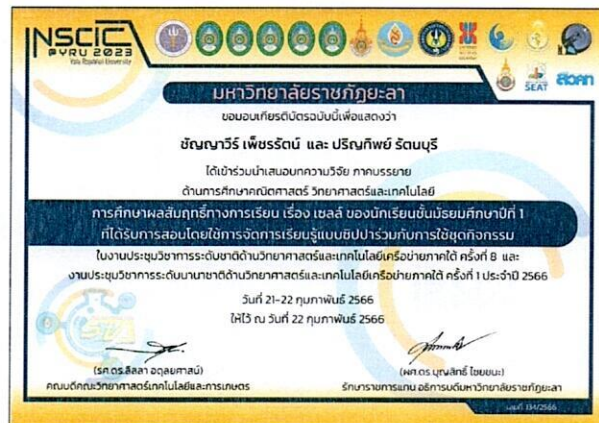 INSCIC
@YRU 2023
Yala Rajabhat University
SEAT
สวคท
มหาวิทยาลัยราชภัฏยะลา
ขอมอบเกียรติบัตรฉบับนี้เพื่อแสดงว่า
ชัญญาวีร์ เพ็ชรรัตน์ และ ปริญทิพย์ รัตนบุรี
ได้เข้าร่วมนำเสนอบทความวิจัย ภาคบรรยาย
ด้านการศึกษาคณิตศาสตร์ วิทยาศาสตร์และเทคโนโลยี
การศึกษาผลสัมฤทธิ์ทางการเรียน เรื่อง เซลล์ ของนักเรียนชั้นมัธยมศึกษาปีที่ 1
ที่ได้รับการสอนโดยใช้การจัดการเรียนรู้แบบซิปปาร่วมกับการใช้ชุดกิจกรรม
ในงานประชุมวิชาการระดับชาติด้านวิทยาศาสตร์และเทคโนโลยีเครือข่ายภาคใต้ ครั้งที่ 8 และ
งานประชุมวิชาการระดับนานาชาติด้านวิทยาศาสตร์และเทคโนโลยีเครือข่ายภาคใต้ ครั้งที่ 1 ประจำปี 2566
วันที่ 21-22 กุมภาพันธ์ 2566
ให้ไว้ ณ วันที่ 22 กุมภาพันธ์ 2566
(รศ.ดร.ลิลลา อดุลยศาสน์)
คณบดีคณะวิทยาศาสตร์เทคโนโลยีและการเกษตร
(ผศ.ดร.บุญสิทธิ์ ไชยชนะ)
รักษาราชการแทน อธิการบดีมหาวิทยาลัยราชภัฏยะลา
เลขที่ 134/2566